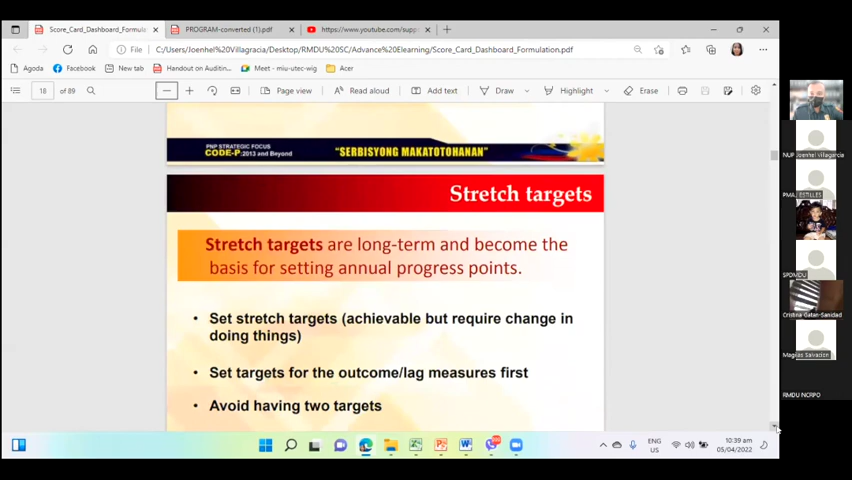 Score_Card_Dashboard_Formula
PROGRAM-converted (1).pdf
https://www.youtube.com/supp
File
C:/Users/Joenhel%20Villagracia/Desktop/RMDU%20SC/Advance%20Elearning/Score_Card_Dashboard_Formulation.pdf
Agoda
Facebook
New tab
Handout on Auditin...
Meet - miu-utec-wig
Acer
18 of 89
Page view
Read aloud
Add text
Draw
Highlight
Erase
PNP STRATEGIC FOCUS
CODE-P:2013 and Beyond
"SERBISYONG MAKATOTOHANAN"
Stretch targets
Stretch targets are long-term and become the
basis for setting annual progress points.
• Set stretch targets (achievable but require change in
doing things)
• Set targets for the outcome/lag measures first
• Avoid having two targets
NUP Joenhel Villagarcia
PMAJ ESTILLES
SPDMDU
Cristina Gatan-Sanidad
Magilas Salvacion
RMDU NCRPO
ENG
US
10:39 am
05/04/2022